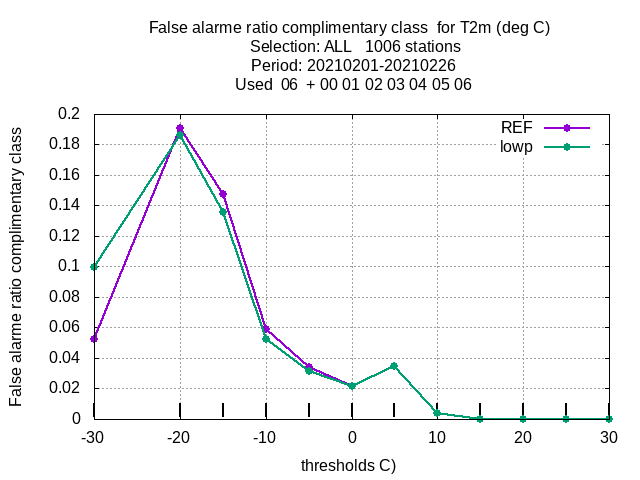 False alarme ratio complimentary class  for T2m (deg C)
Selection: ALL   1006 stations
Period: 20210201-20210226
Used  06  + 00 01 02 03 04 05 06
REF
lowp
False alarme ratio complimentary class
0.2
0.18
0.16
0.14
0.12
0.1
0.08
0.06
0.04
0.02
0
-30 -20 -10 0 10 20 30
thresholds C)